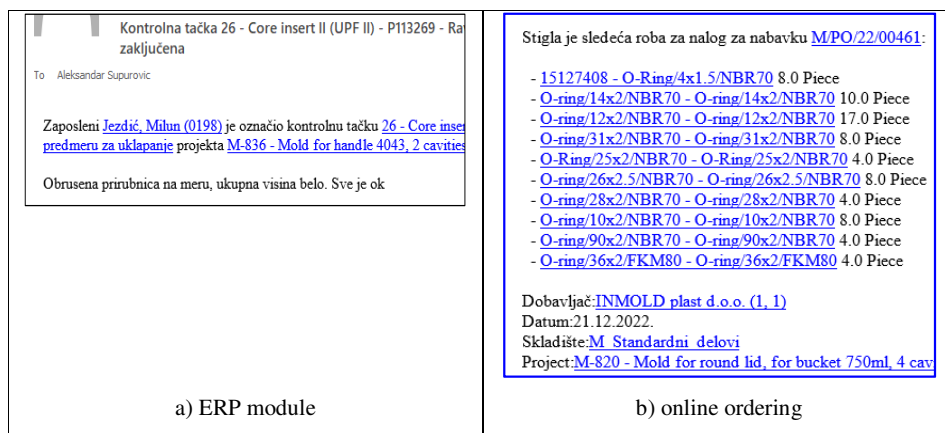 Kontrolna tačka 26 - Core insert II (UPF II) - P113269 - Ra
zaključena
To Aleksandar Supurovic
Zaposleni Jezdić, Milun (0198) je označio kontrolnu tačku 26 - Core inser
predmeru za uklapanje projekta M-836 - Mold for handle 4043, 2 cavities
Obrusena prirubnica na meru, ukupna visina belo. Sve je ok
a) ERP module
Stigla je sledeća roba za nalog za nabavku M/PO/22/00461:
- 15127408 - O-Ring/4x1.5/NBR70 8.0 Piece
- O-ring/14x2/NBR70 - O-ring/14x2/NBR70 10.0 Piece
- O-ring/12x2/NBR70 - O-ring/12x2/NBR70 17.0 Piece
- O-ring/31x2/NBR70 - O-ring/31x2/NBR70 8.0 Piece
- O-Ring/25x2/NBR70 - O-Ring/25x2/NBR70 4.0 Piece
- O-ring/26x2.5/NBR70 - O-ring/26x2.5/NBR70 8.0 Piece
- O-ring/28x2/NBR70 - O-ring/28x2/NBR70 4.0 Piece
- O-ring/10x2/NBR70 - O-ring/10x2/NBR70 8.0 Piece
- O-ring/90x2/NBR70 - O-ring/90x2/NBR70 4.0 Piece
- O-ring/36x2/FKM80 - O-ring/36x2/FKM80 4.0 Piece
Dobavljač:INMOLD plast d.o.o. (1, 1)
Datum:21.12.2022.
Skladište:M_Standardni_delovi
Project:M-820 - Mold for round lid, for bucket 750ml, 4 cav
b) online ordering